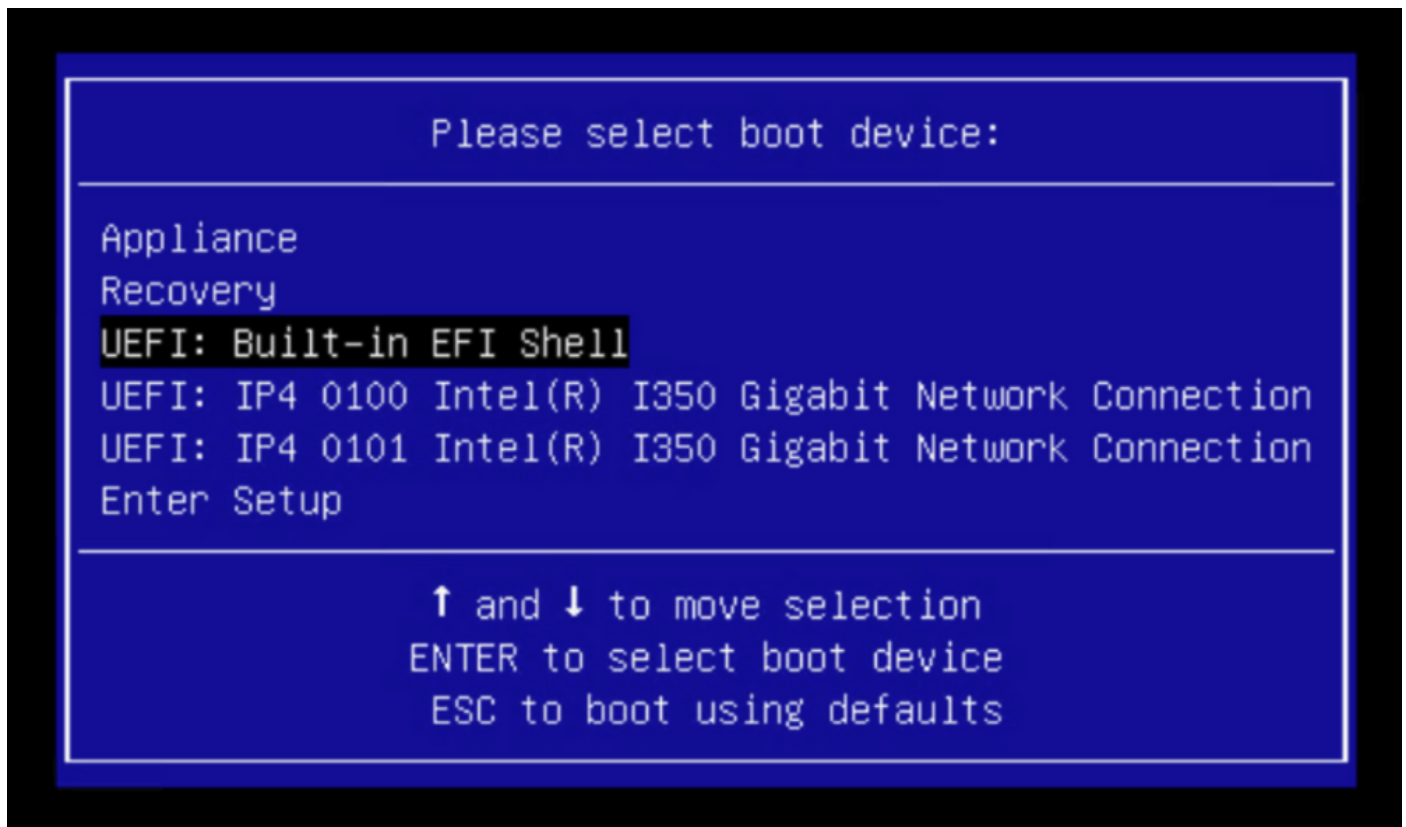 Please select boot device:
Appliance
Recovery
UEFI: Built-in EFI Shell
UEFI: IP4 0100 Intel(R) I350 Gigabit Network Connection
UEFI: IP4 0101 Intel(R) I350 Gigabit Network Connection
Enter Setup
↑ and ↓ to move selection
ENTER to select boot device
ESC to boot using defaults